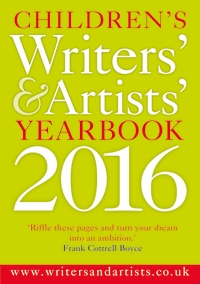 CHILDREN'S
Writers'
& Artists'
YEARBOOK
2016
'Riffle these pages and turn your dream
into an ambition.'
Frank Cottrell Boyce
www.writersandartists.co.uk